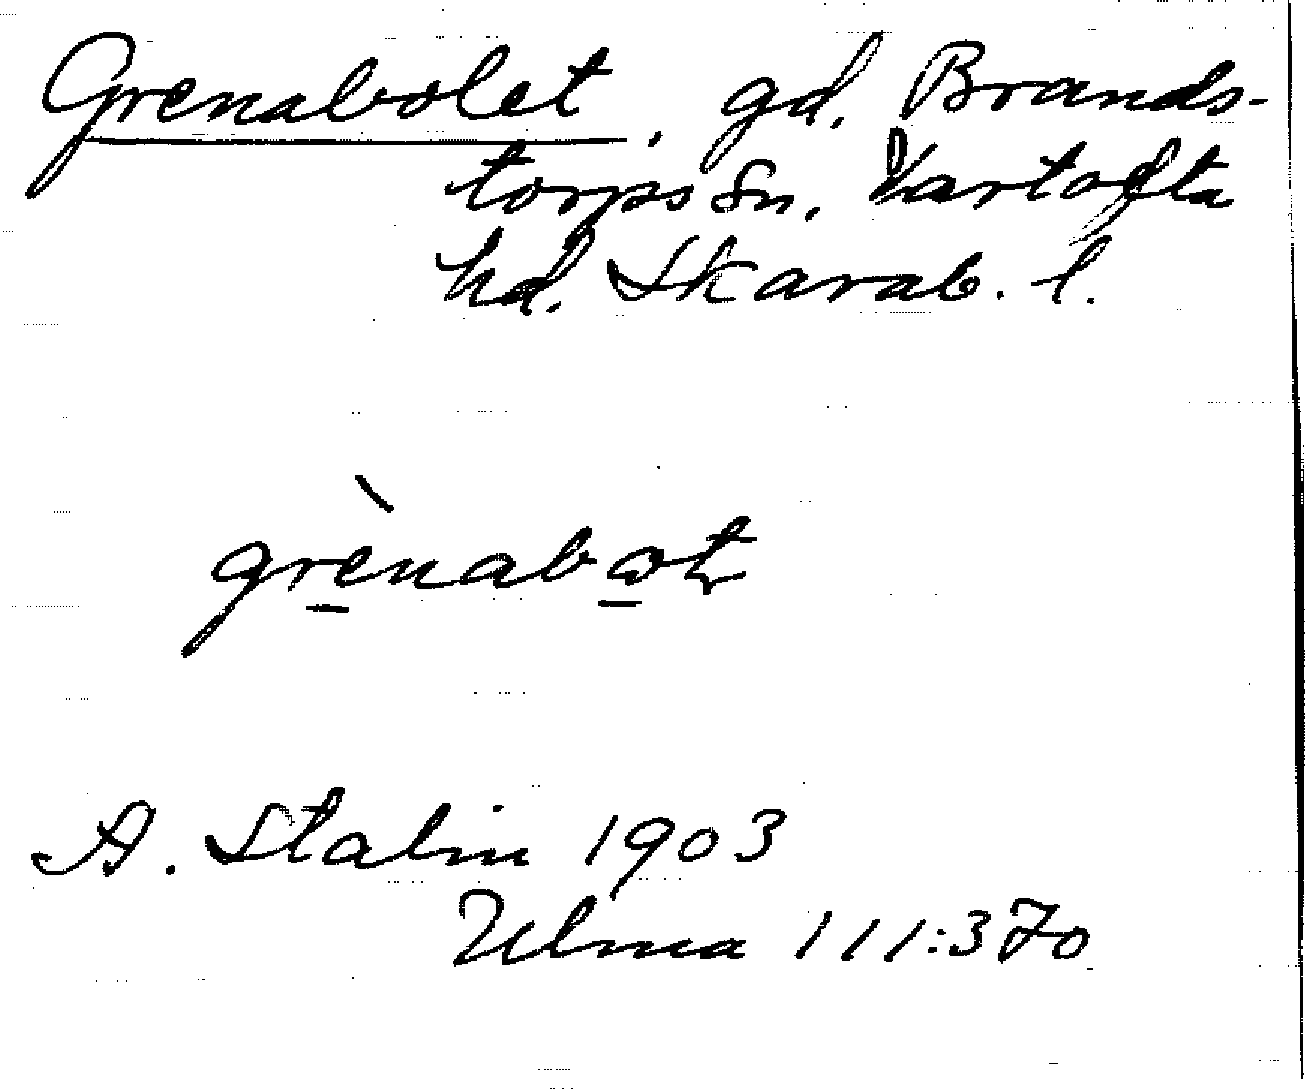 Grenabolet, gd, Brands-
torps sn, Vartofta
hd. Skarab. l.
grènabot
A. Stalin 1903
Ulma 111:370